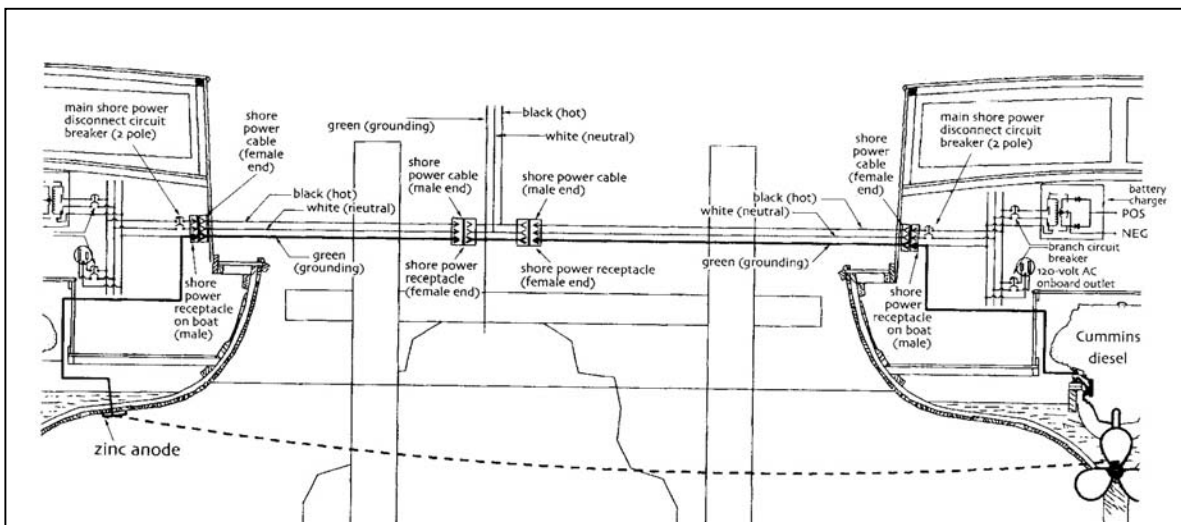 main shore power
disconnect circuit
breaker (2 pole)
shore
power
cable
(female
end)
green (grounding)
black (hot)
white (neutral)
shore
power cable
(male end)
shore power cable
(male end)
black (hot)
white (neutral)
green
(grounding)
shore
power
receptacle
on boat
(male)
shore power
receptacle
(female end)
shore power
receptacle
(female end)
black (hot)
white (neutral)
green (grounding)
shore
power
cable
(female
end)
main shore power
disconnect circuit
breaker (2 pole)
battery
charger
POS
NEG
branch circuit
breaker
120-volt AC
onboard outlet
shore
power
receptacle
on boat
(male)
Cummins
diesel
zinc anode